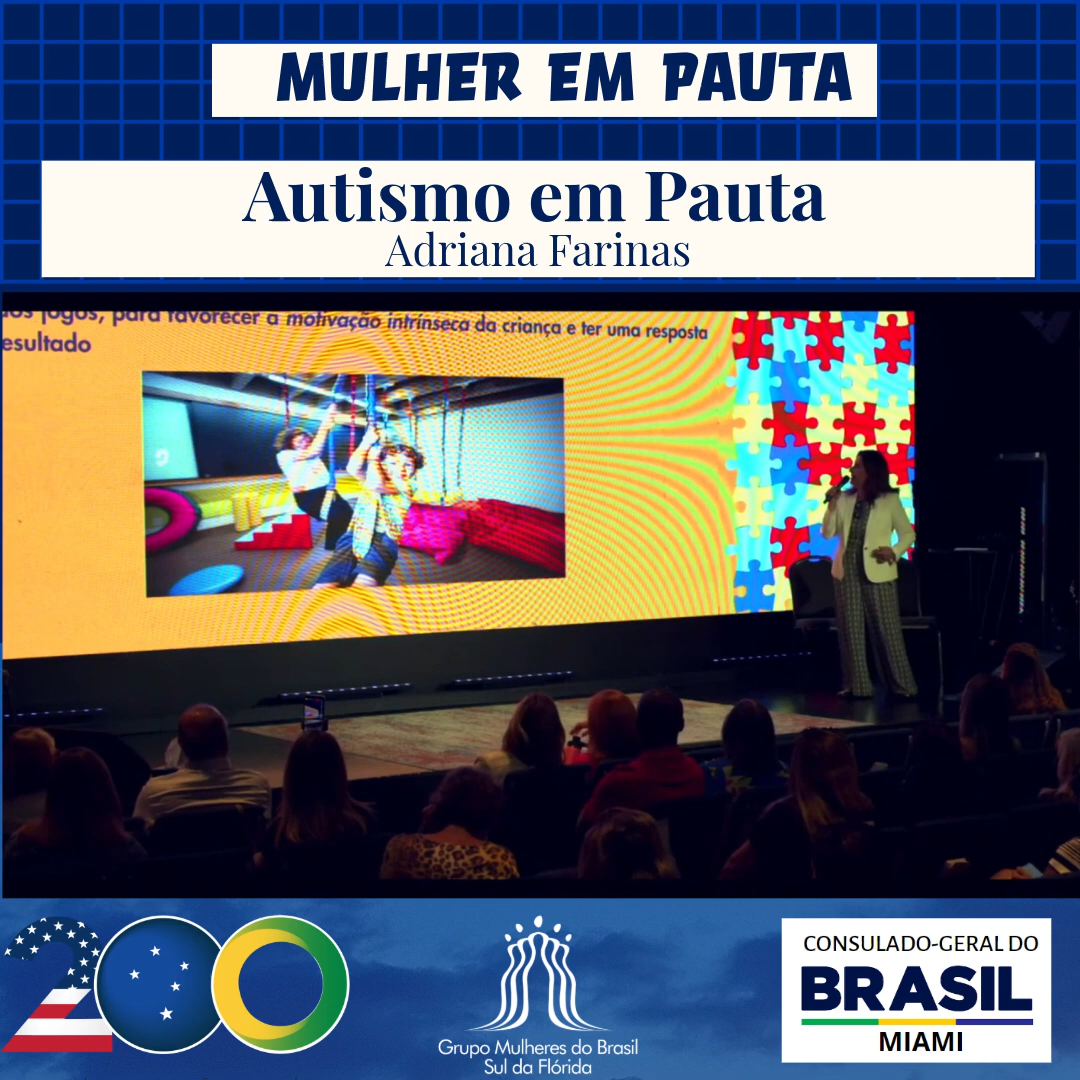 MULHER EM PAUTA
Autismo em Pauta
Adriana Farinas
jogos, para favorecer a motivação intrínseca da criança e ter uma resposta
esultado
200
Grupo Mulheres do Brasil
Sul da Flórida
CONSULADO-GERAL DO
BRASIL
MIAMI